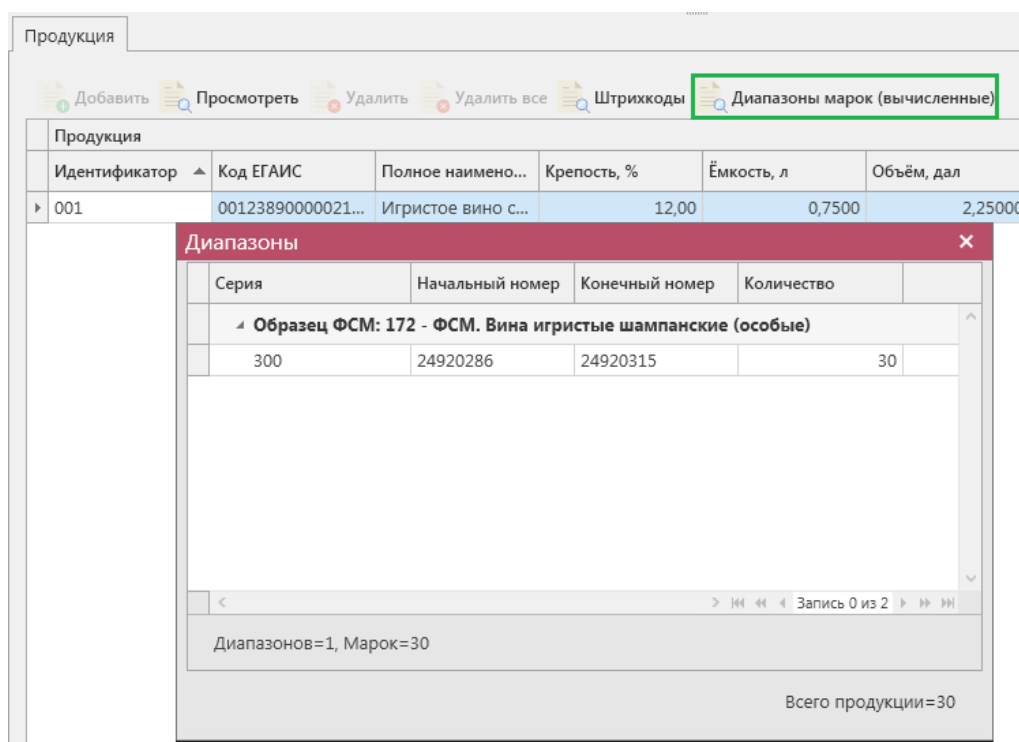 Продукция
Добавить Просмотреть Удалить Удалить все Штрихкоды Диапазоны марок (вычисленные)
Продукция
Идентификатор Код ЕГАИС Полное наимено... Крепость, % Ёмкость, л Объём, дал
001 00123890000021... Игристое вино с... 12,00 0,7500 2,25000
Диапазоны
Серия Начальный номер Конечный номер Количество
Образец ФСМ: 172 - ФСМ. Вина игристые шампанские (особые)
300 24920286 24920315 30
Запись 0 из 2
Диапазонов=1, Марок=30
Всего продукции=30